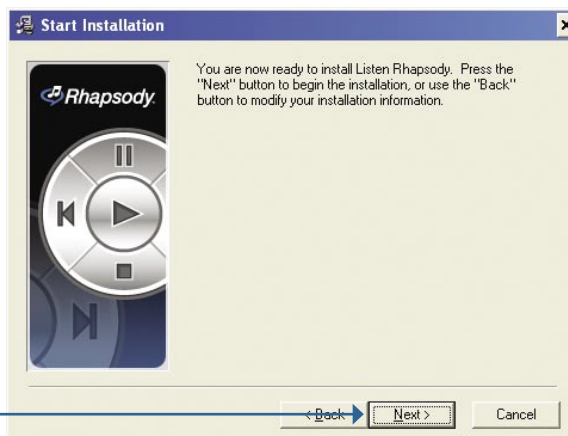 Start Installation
Rhapsody.
You are now ready to install Listen Rhapsody. Press the
"Next" button to begin the installation, or use the "Back"
button to modify your installation information.
< Back
Next >
Cancel